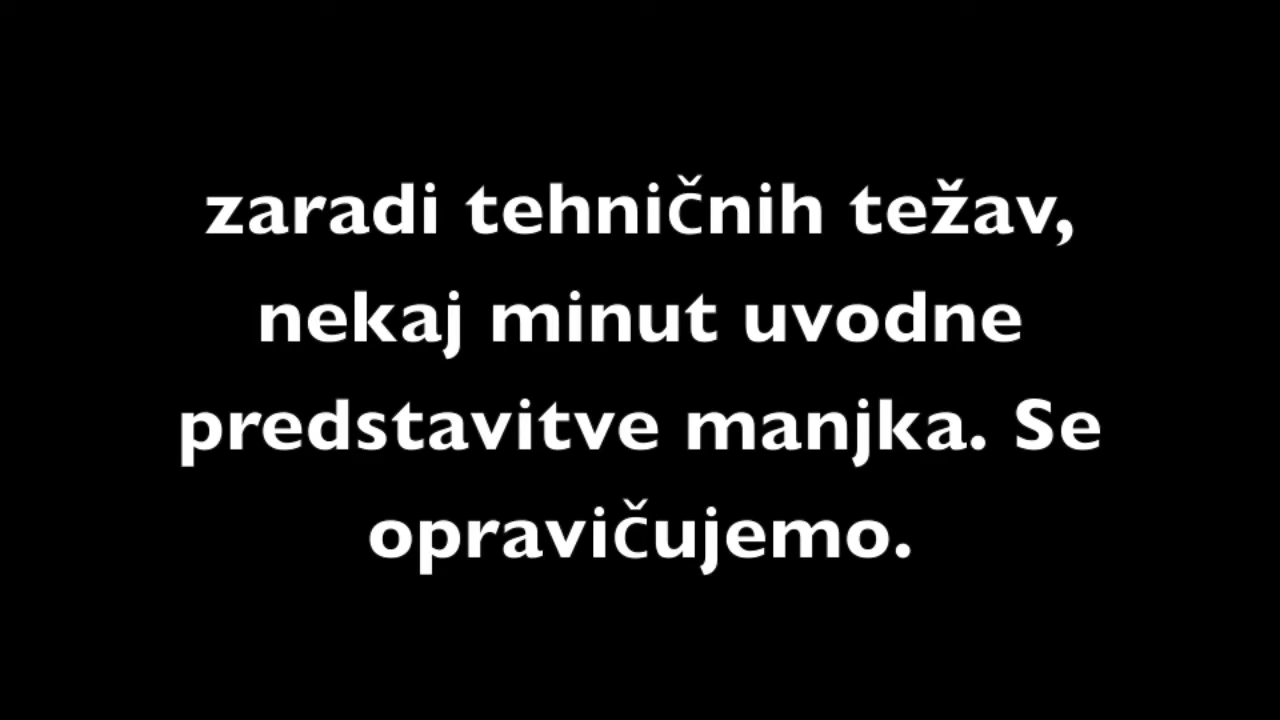 zaradi tehničnih težav,
nekaj minut uvodne
predstavitve manjka. Se
opravičujemo.